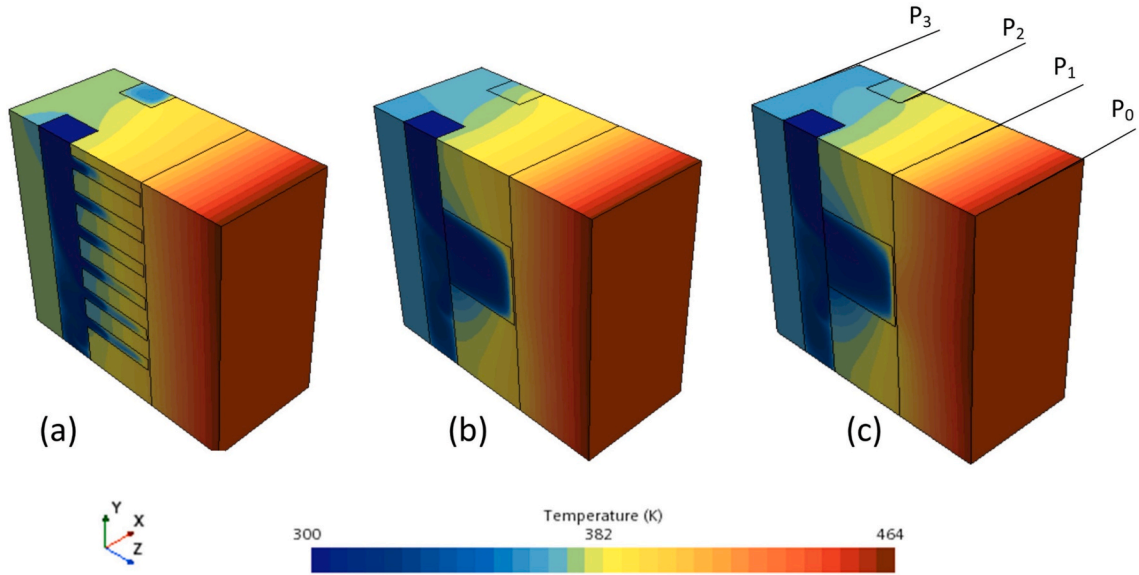 P3
P2
P1
P0
(a)
(b)
(c)
Y
X
Z
Temperature (K)
300
382
464